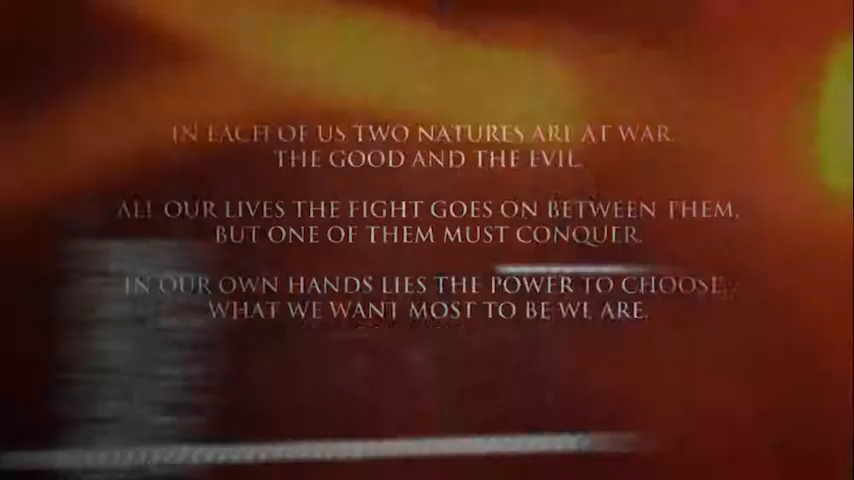 IN EACH OF US TWO NATURES ARE AT WAR.
THE GOOD AND THE EVIL.
ALL OUR LIVES THE FIGHT GOES ON BETWEEN THEM,
BUT ONE OF THEM MUST CONQUER.
IN OUR OWN HANDS LIES THE POWER TO CHOOSE;
WHAT WE WANT MOST TO BE WE ARE.